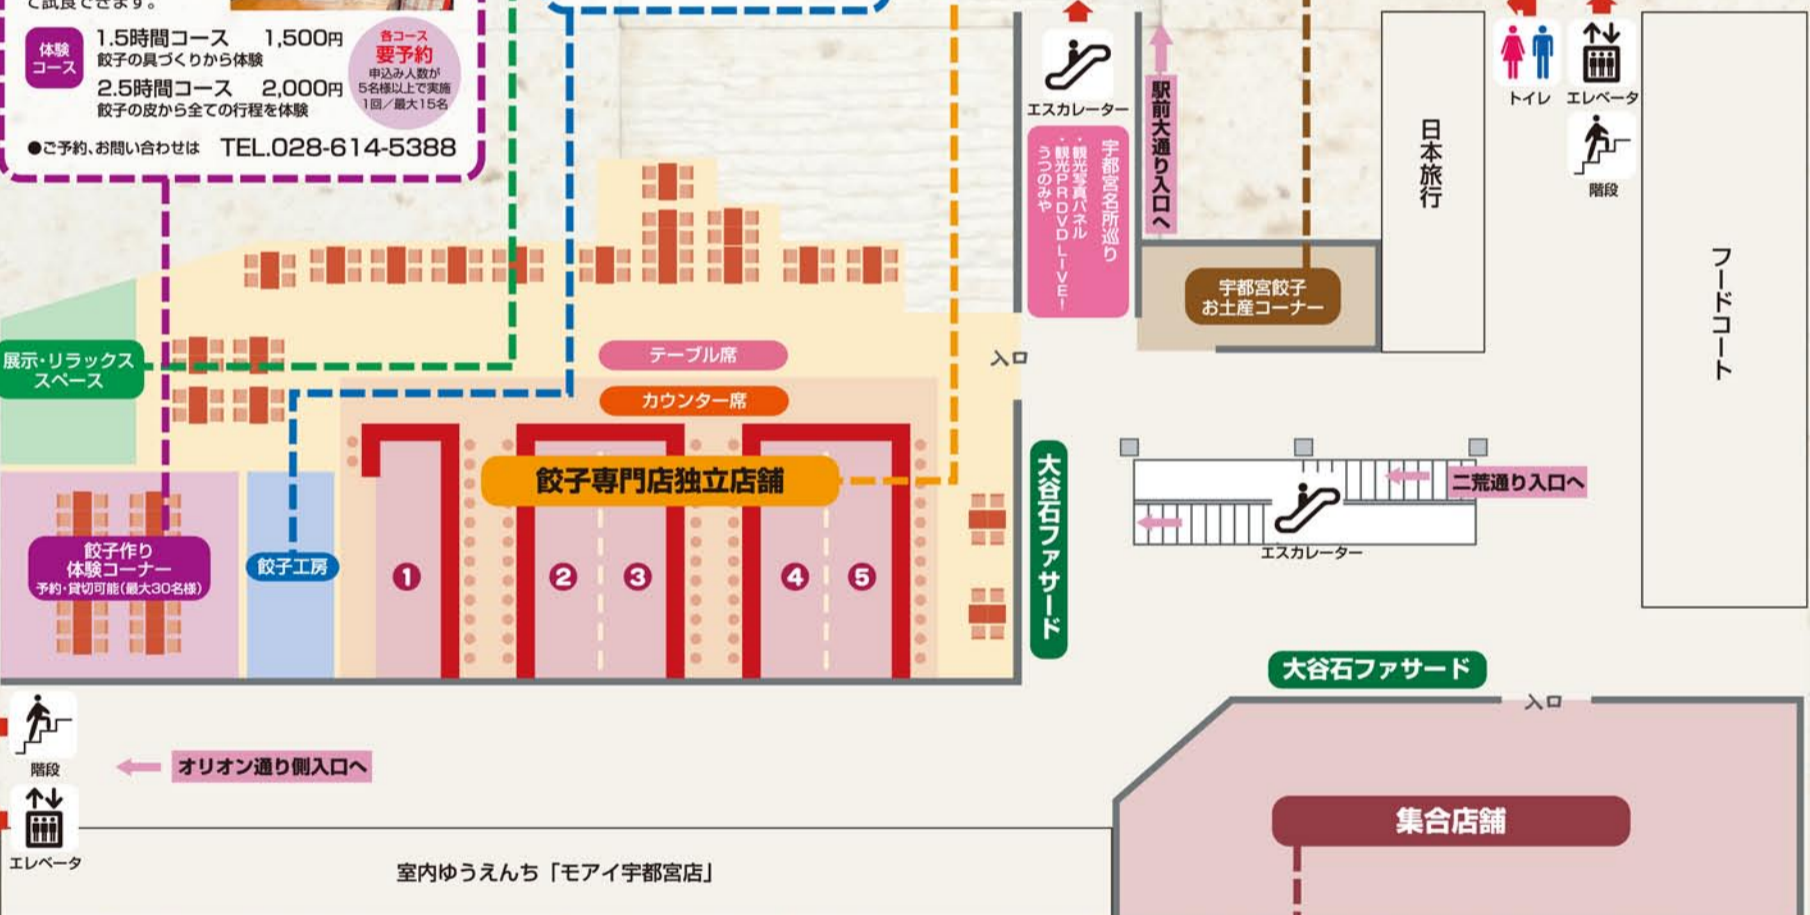 て試食できます。
体験
コース
1.5時間コース 1,500円
餃子の具づくりから体験
2.5時間コース 2,000円
餃子の皮から全ての行程を体験
各コース
要予約
申込み人数が
5名様以上で実施
1回／最大15名
●ご予約、お問い合わせは TEL.028-614-5388
エスカレーター
宇都宮名所巡り
・観光写真パネル
・観光PRDVD LIVE!
うつのみや
駅前大通り入口へ
宇都宮餃子
お土産コーナー
日本旅行
トイレ
エレベータ
階段
フードコート
展示・リラックス
スペース
テーブル席
カウンター席
入口
餃子専門店独立店舗
餃子作り
体験コーナー
予約・貸切可能(最大30名様)
餃子工房
1
2
3
4
5
大谷石ファサード
二荒通り入口へ
エスカレーター
大谷石ファサード
入口
集合店舗
階段
オリオン通り側入口へ
エレベータ
室内ゆうえんち「モアイ宇都宮店」